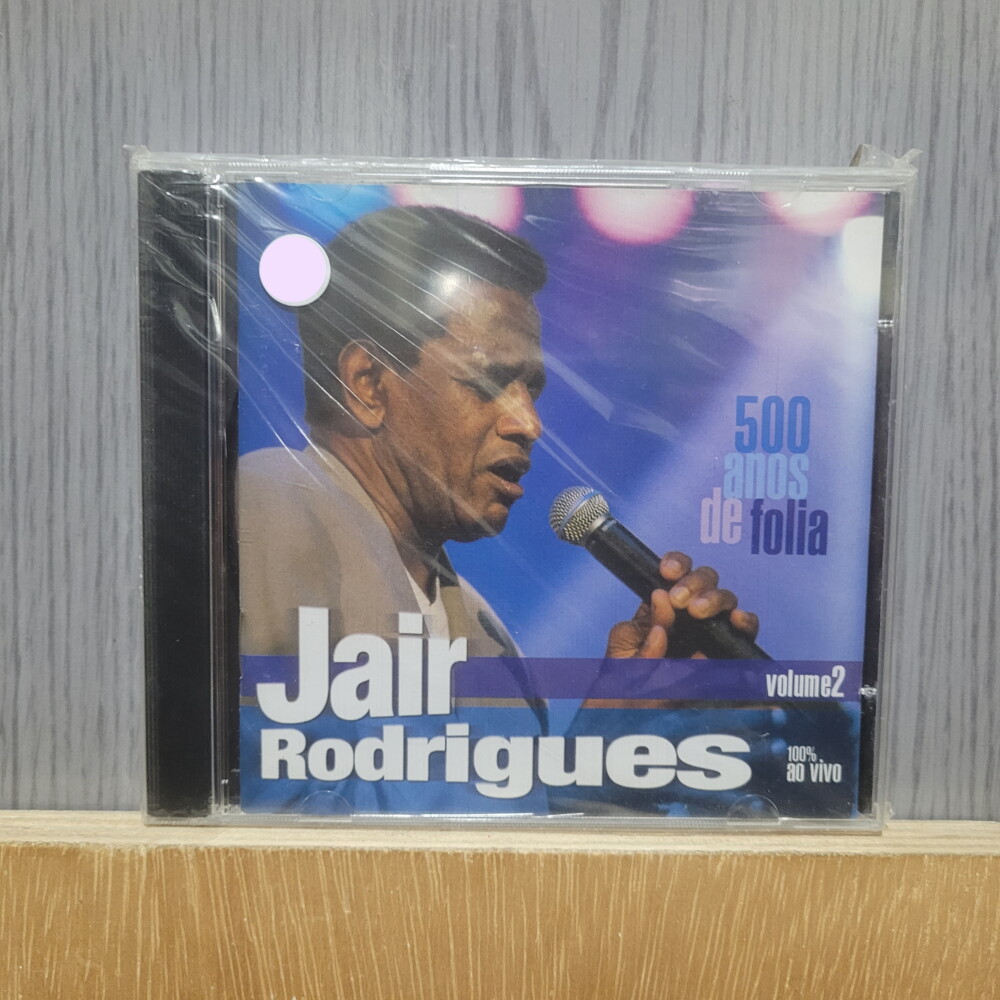 500
anos
de folia
Jair
volume2
Rodrigues
100%
ao vivo